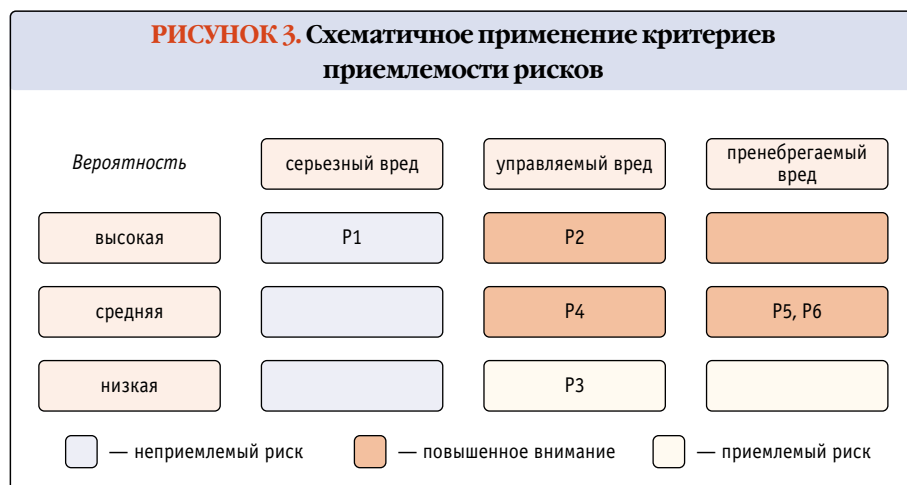 РИСУНОК 3. Схематичное применение критериев
приемлемости рисков
Вероятность
серьезный вред
управляемый вред
пренебрегаемый
вред
высокая
Р1
Р2
средняя
Р4
Р5, Р6
низкая
Р3
— неприемлемый риск
— повышенное внимание
— приемлемый риск